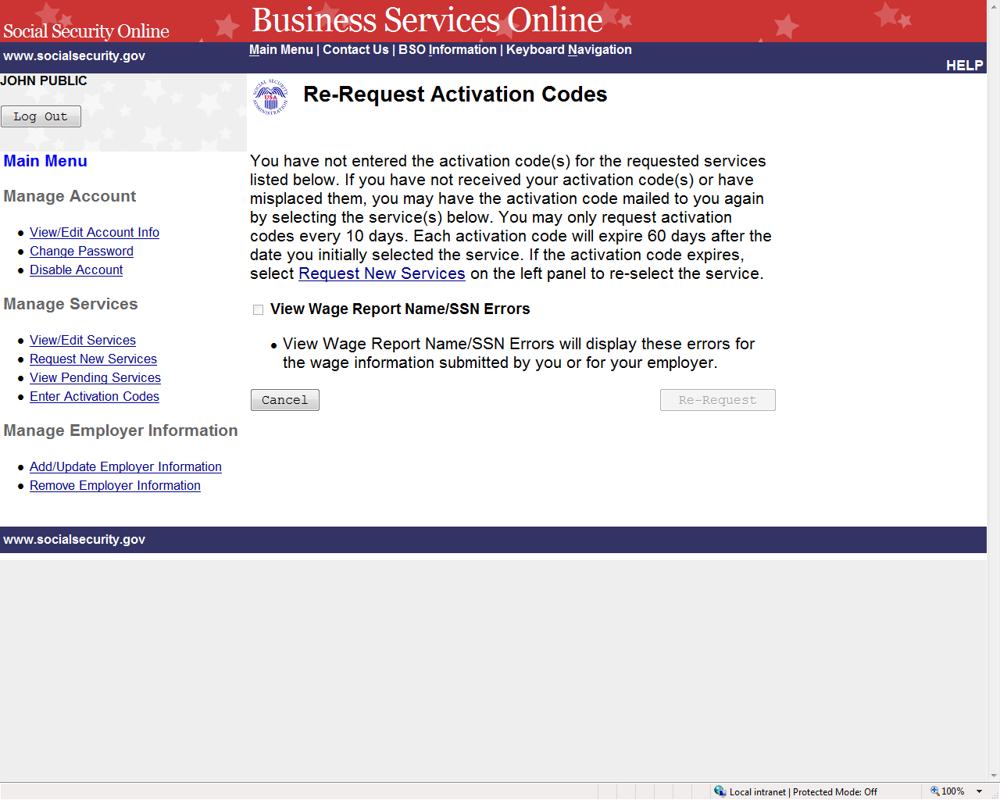 Social Security Online
Business Services Online
www.socialsecurity.gov
Main Menu | Contact Us | BSO Information | Keyboard Navigation
HELP
JOHN PUBLIC
Log Out
Main Menu
Manage Account
View/Edit Account Info
Change Password
Disable Account
Manage Services
View/Edit Services
Request New Services
View Pending Services
Enter Activation Codes
Manage Employer Information
Add/Update Employer Information
Remove Employer Information
SOCIAL SECURITY ADMINISTRATION
USA
Re-Request Activation Codes
You have not entered the activation code(s) for the requested services
listed below. If you have not received your activation code(s) or have
misplaced them, you may have the activation code mailed to you again
by selecting the service(s) below. You may only request activation
codes every 10 days. Each activation code will expire 60 days after the
date you initially selected the service. If the activation code expires,
select Request New Services on the left panel to re-select the service.
View Wage Report Name/SSN Errors
View Wage Report Name/SSN Errors will display these errors for
the wage information submitted by you or for your employer.
Cancel
Re-Request
www.socialsecurity.gov
Local intranet | Protected Mode: Off
100%